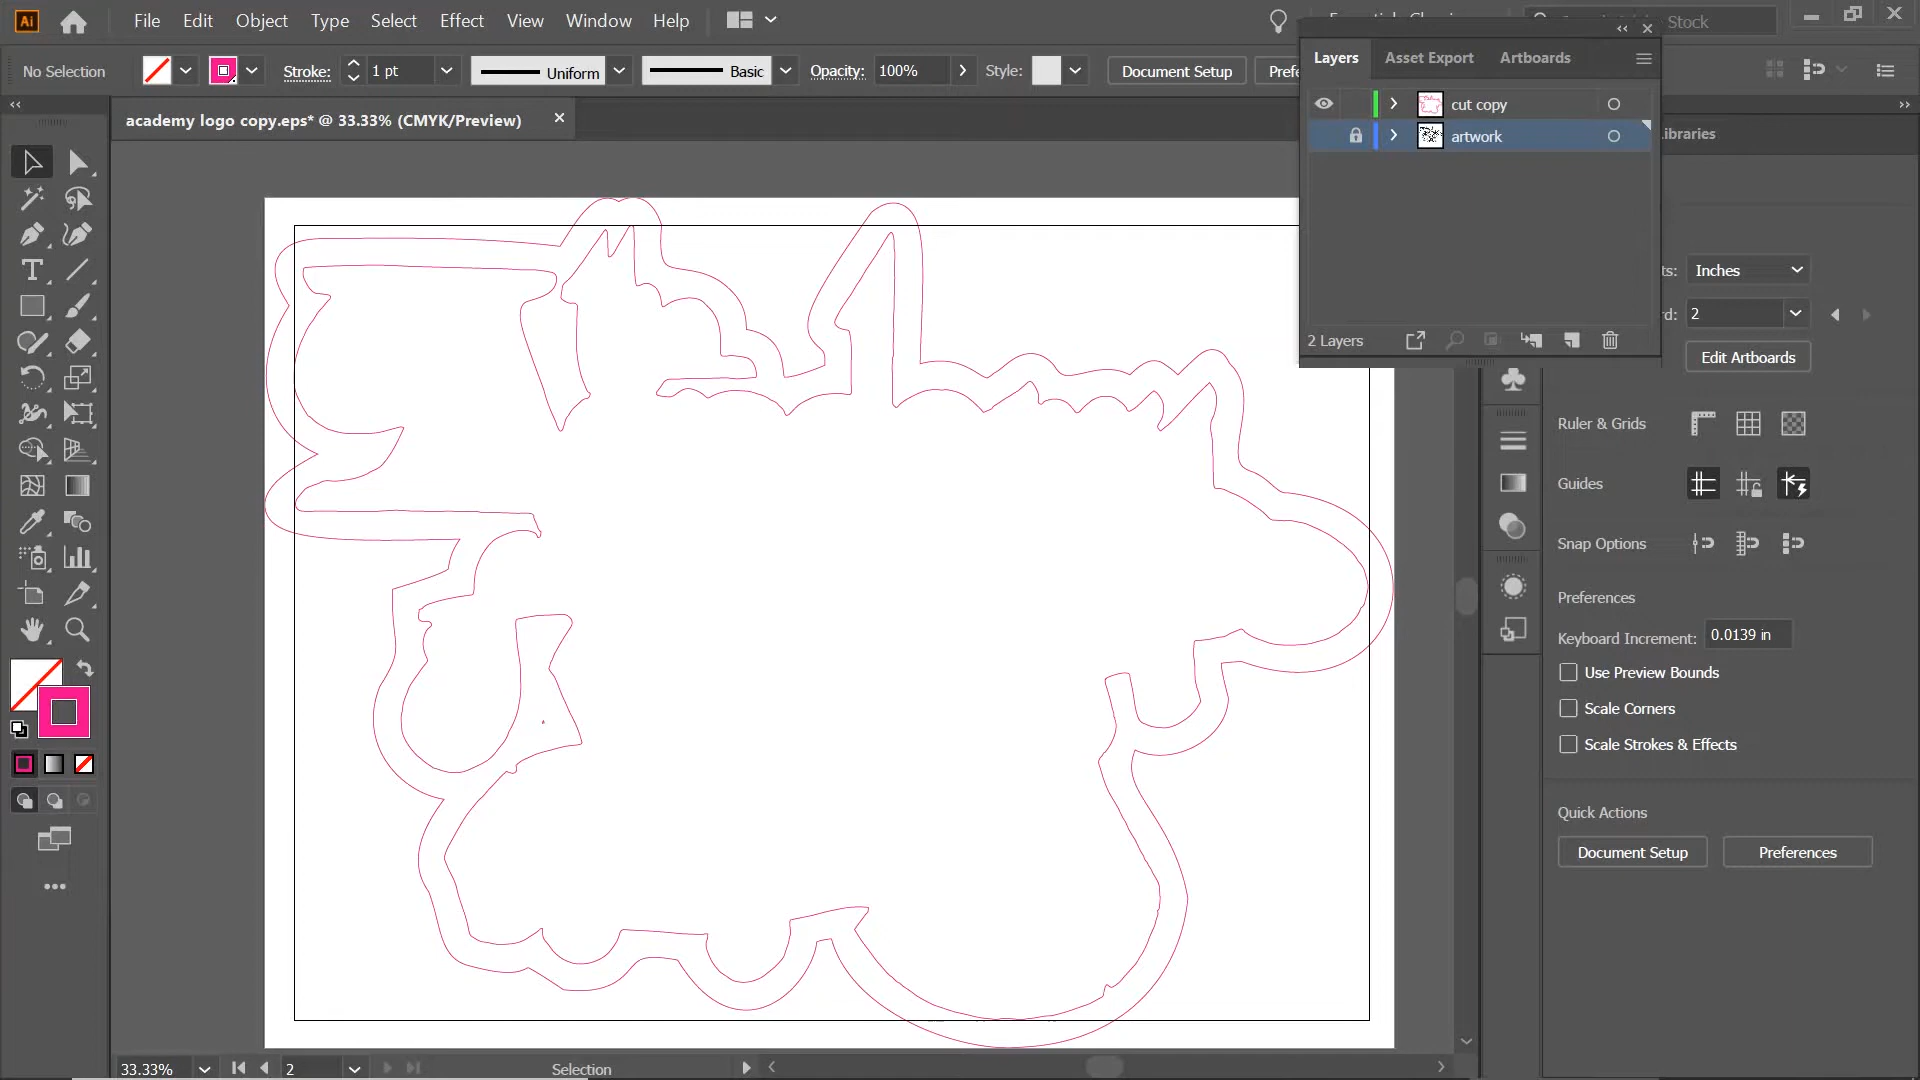 File Edit Object Type Select Effect View Window Help
Stock
No Selection Stroke: 1 pt Uniform Basic Opacity: 100% Style: Document Setup
academy logo copy.eps* @ 33.33% (CMYK/Preview)
Layers Asset Export Artboards
cut copy
artwork
2 Layers
ibraries
ts: Inches
rd: 2
Edit Artboards
Ruler & Grids
Guides
Snap Options
Preferences
Keyboard Increment: 0.0139 in
Use Preview Bounds
Scale Corners
Scale Strokes & Effects
Quick Actions
Document Setup Preferences
33.33% 2 Selection